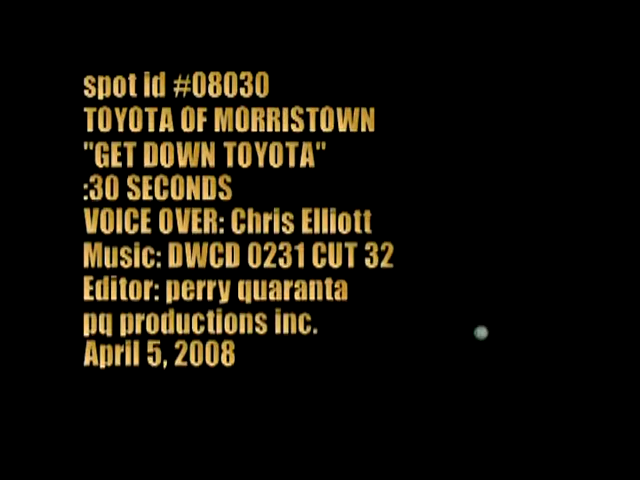 spot id #08030
TOYOTA OF MORRISTOWN
"GET DOWN TOYOTA"
:30 SECONDS
VOICE OVER: Chris Elliott
Music: DWCD 0231 CUT 32
Editor: perry quaranta
pq productions inc.
April 5, 2008